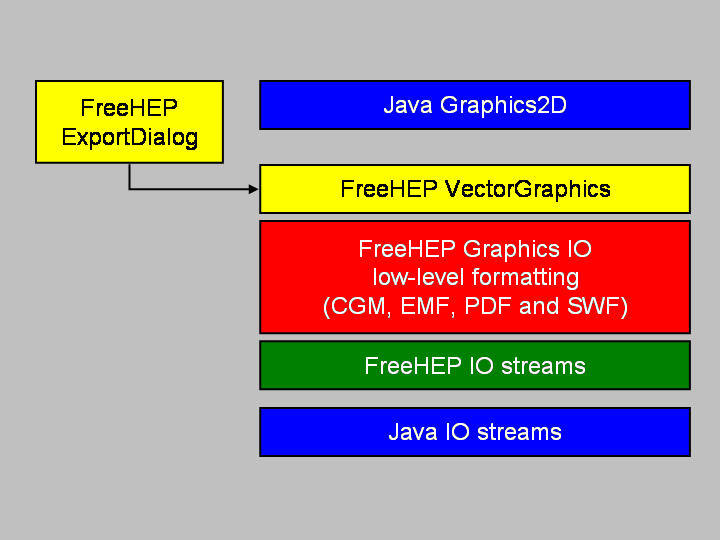 FreeHEP
ExportDialog
Java Graphics2D
FreeHEP VectorGraphics
FreeHEP Graphics IO
low-level formatting
(CGM, EMF, PDF and SWF)
FreeHEP IO streams
Java IO streams